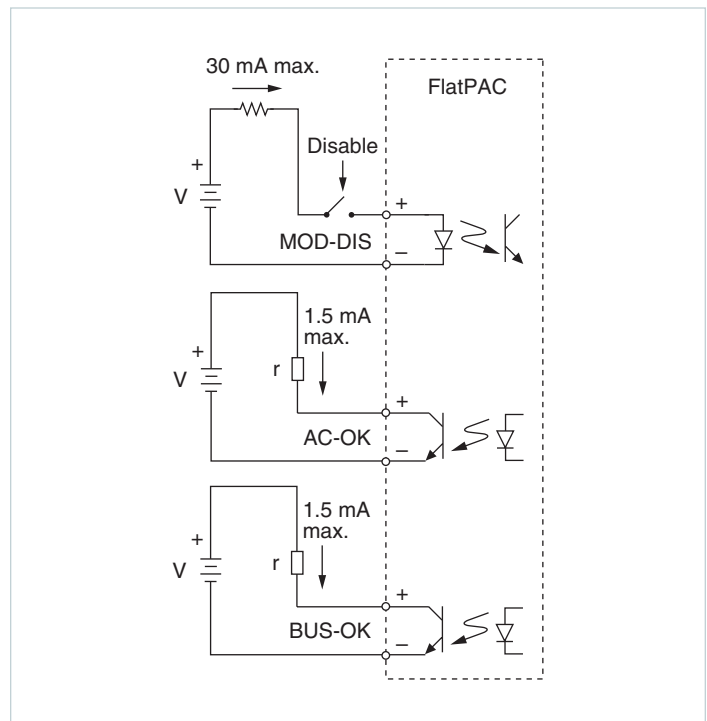 30 mA max.
FlatPAC
Disable
+
V
+
MOD-DIS
–
1.5 mA
max.
+
V
r
+
AC-OK
–
1.5 mA
max.
+
V
r
+
BUS-OK
–